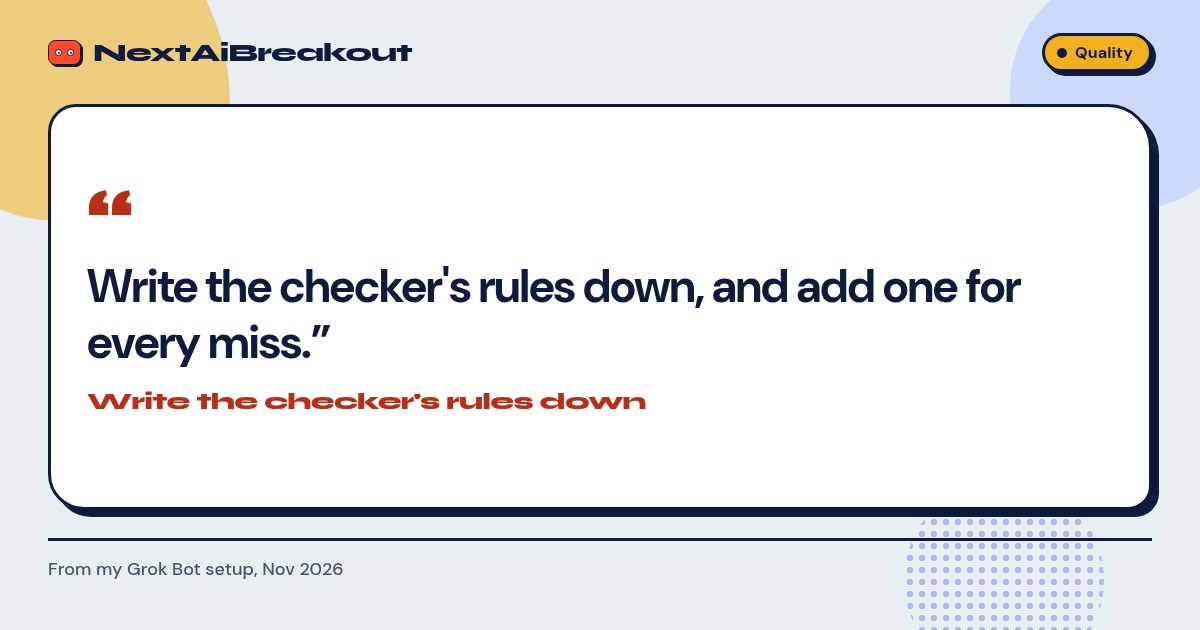 NextAiBreakout
Quality
“
Write the checker's rules down, and add one for
every miss.”
Write the checker's rules down
From my Grok Bot setup, Nov 2026